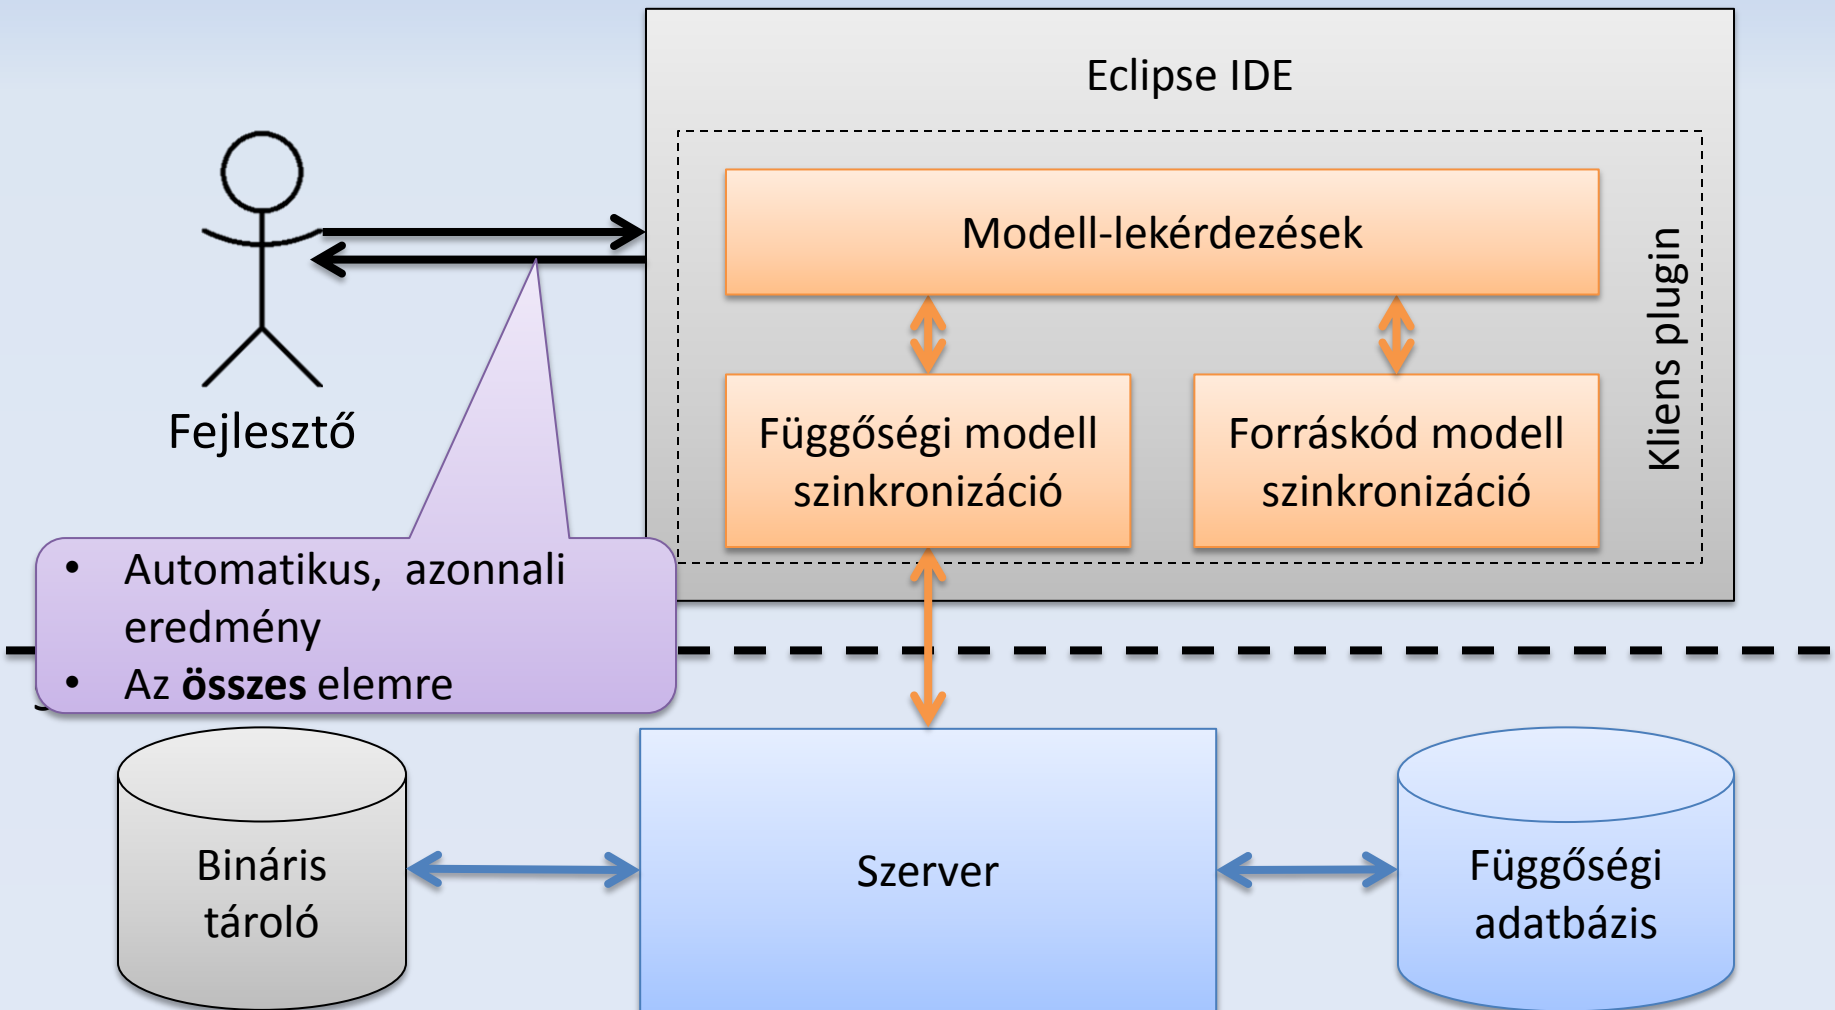 Eclipse IDE
Modell-lekérdezések
Kliens plugin
Fejlesztő
Függőségi modell
szinkronizáció
Forráskód modell
szinkronizáció
• Automatikus, azonnali
eredmény
• Az összes elemre
Bináris
tároló
Szerver
Függőségi
adatbázis